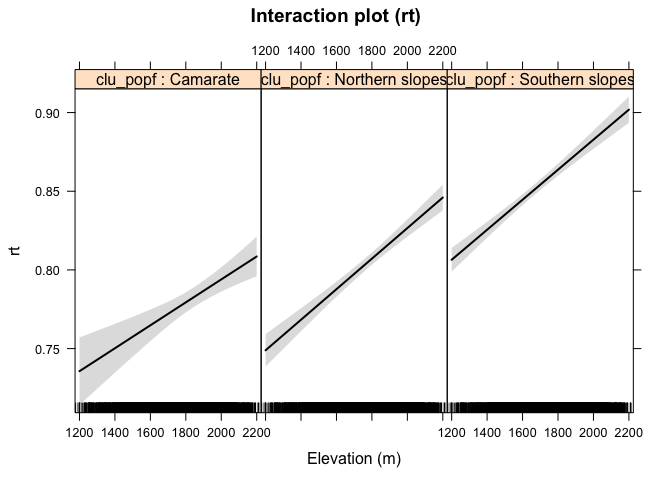 Interaction plot (rt)
1200 1400 1600 1800 2000 2200
clu_popf : Camarate clu_popf : Northern slopes clu_popf : Southern slopes
0.90
0.85
0.80
0.75
rt
1200 1400 1600 1800 2000 2200 1200 1400 1600 1800 2000 2200
Elevation (m)